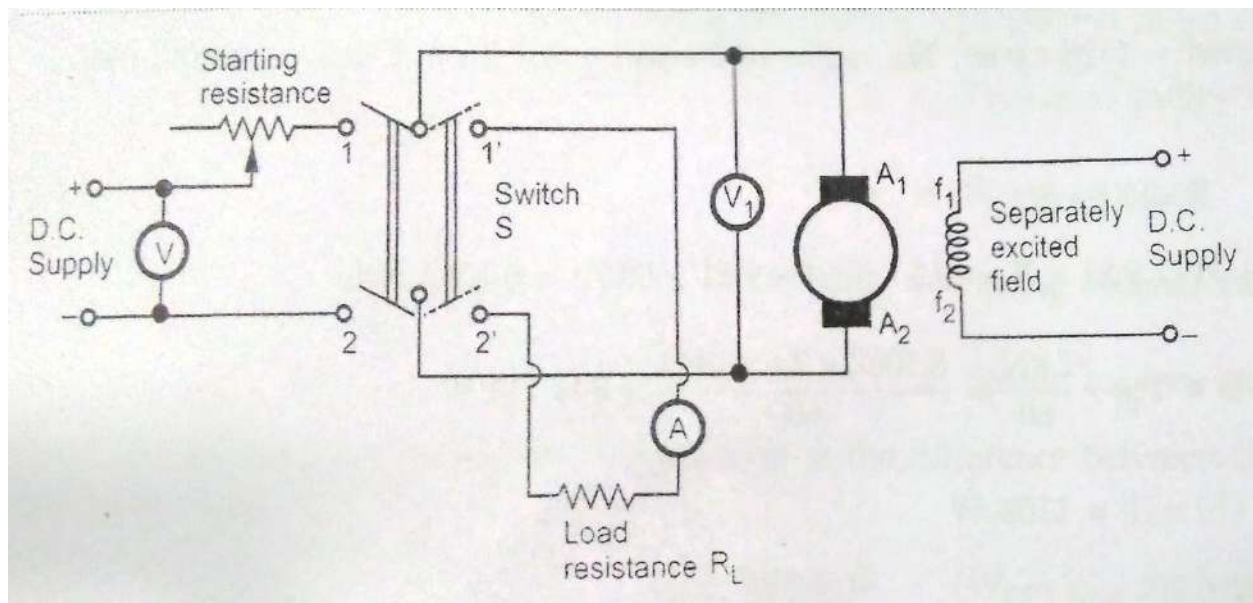 Starting
resistance
1
1'
Switch
S
+
D.C.
Supply
V
−
2
2'
V1
A1
A2
f1
f2
Separately
excited
field
+
D.C.
Supply
−
A
Load
resistance RL